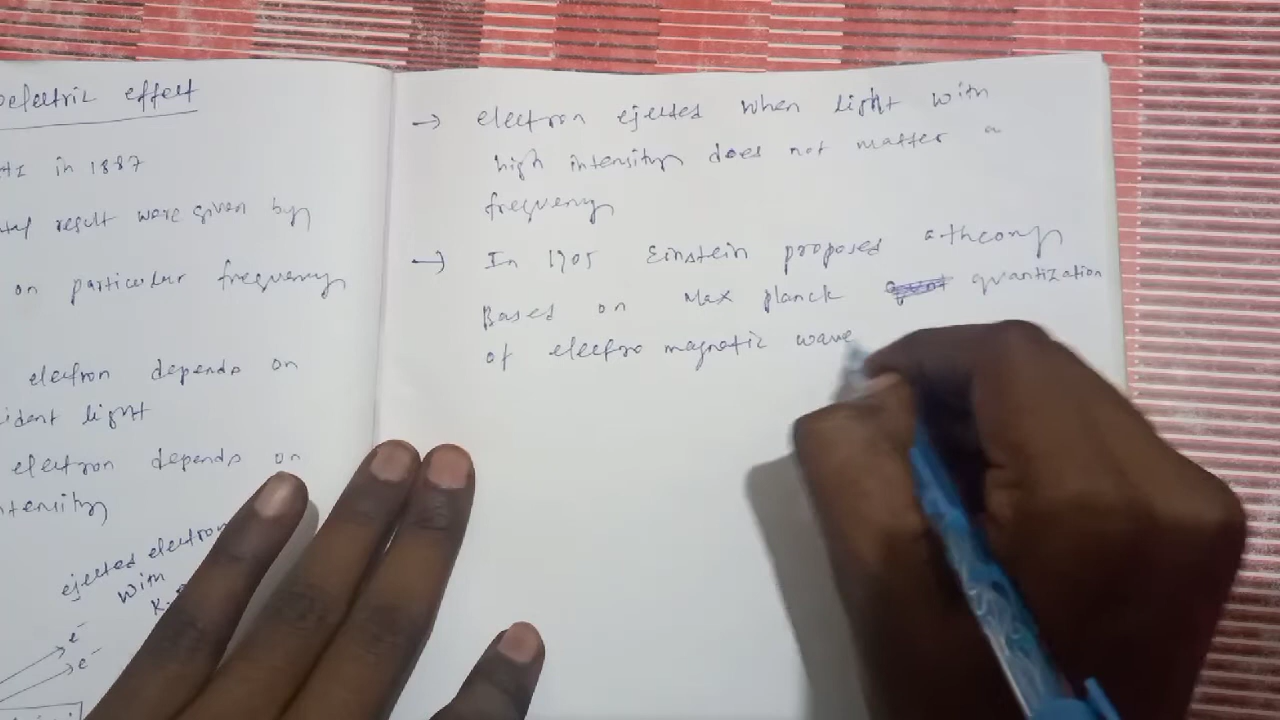 oelectric effect
in 1887
result were given by
on particular frequency
electron depends on
ident light
electron depends on
ntensity
ejected electron
with
K.
e⁻
e⁻
→ electron ejected when light with
high intensity does not matter a
frequency
→ In 1905 Einstein proposed a theory
Based on Max planck quantization
of electro magnetic wave